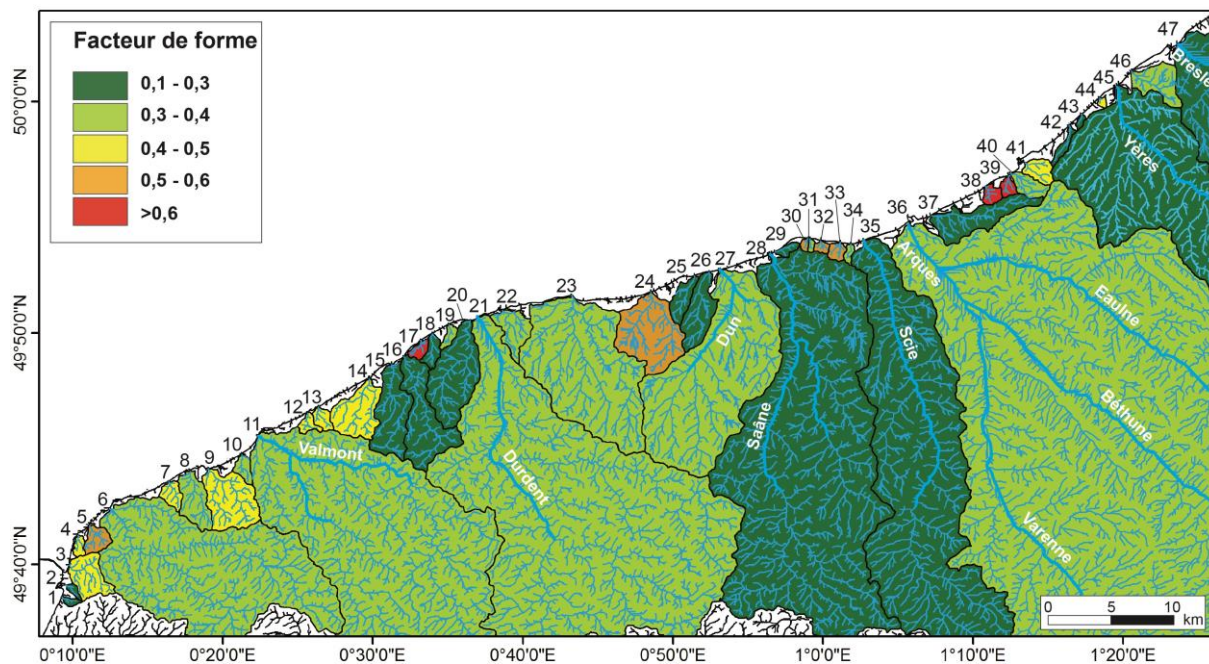 Facteur de forme
0,1 - 0,3
0,3 - 0,4
0,4 - 0,5
0,5 - 0,6
>0,6
50°0'0"N
49°50'0"N
49°40'0"N
1
2
3
4
5
6
7
8
9
10
11
12
13
14
15
16
17
18
19
20
21
22
23
24
25
26
27
28
29
30
31
32
33
34
35
36
37
38
39
40
41
42
43
44
45
46
47
Valmont
Durdent
Dun
Saâne
Scie
Arques
Eaulne
Béthune
Varenne
Yères
Bresle
0 5 10
km
0°10'0"E 0°20'0"E 0°30'0"E 0°40'0"E 0°50'0"E 1°0'0"E 1°10'0"E 1°20'0"E